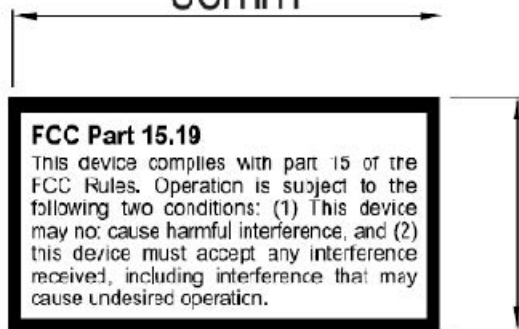 FCC Part 15.19
This device complies with part 15 of the
FCC Rules. Operation is subject to the
following two conditions: (1) This device
may not cause harmful interference, and (2)
this device must accept any interference
received, including interference that may
cause undesired operation.